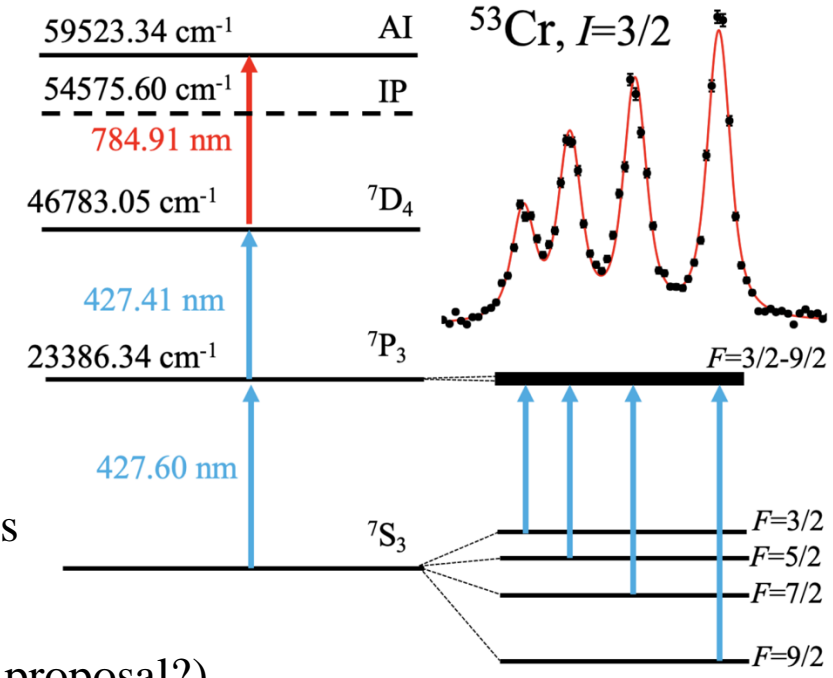 59523.34 cm⁻¹ AI
⁵³Cr, I=3/2
54575.60 cm⁻¹ IP
784.91 nm
46783.05 cm⁻¹ ⁷D₄
427.41 nm
23386.34 cm⁻¹ ⁷P₃
F=3/2-9/2
427.60 nm
s
⁷S₃
F=3/2
F=5/2
F=7/2
F=9/2
proposal?)